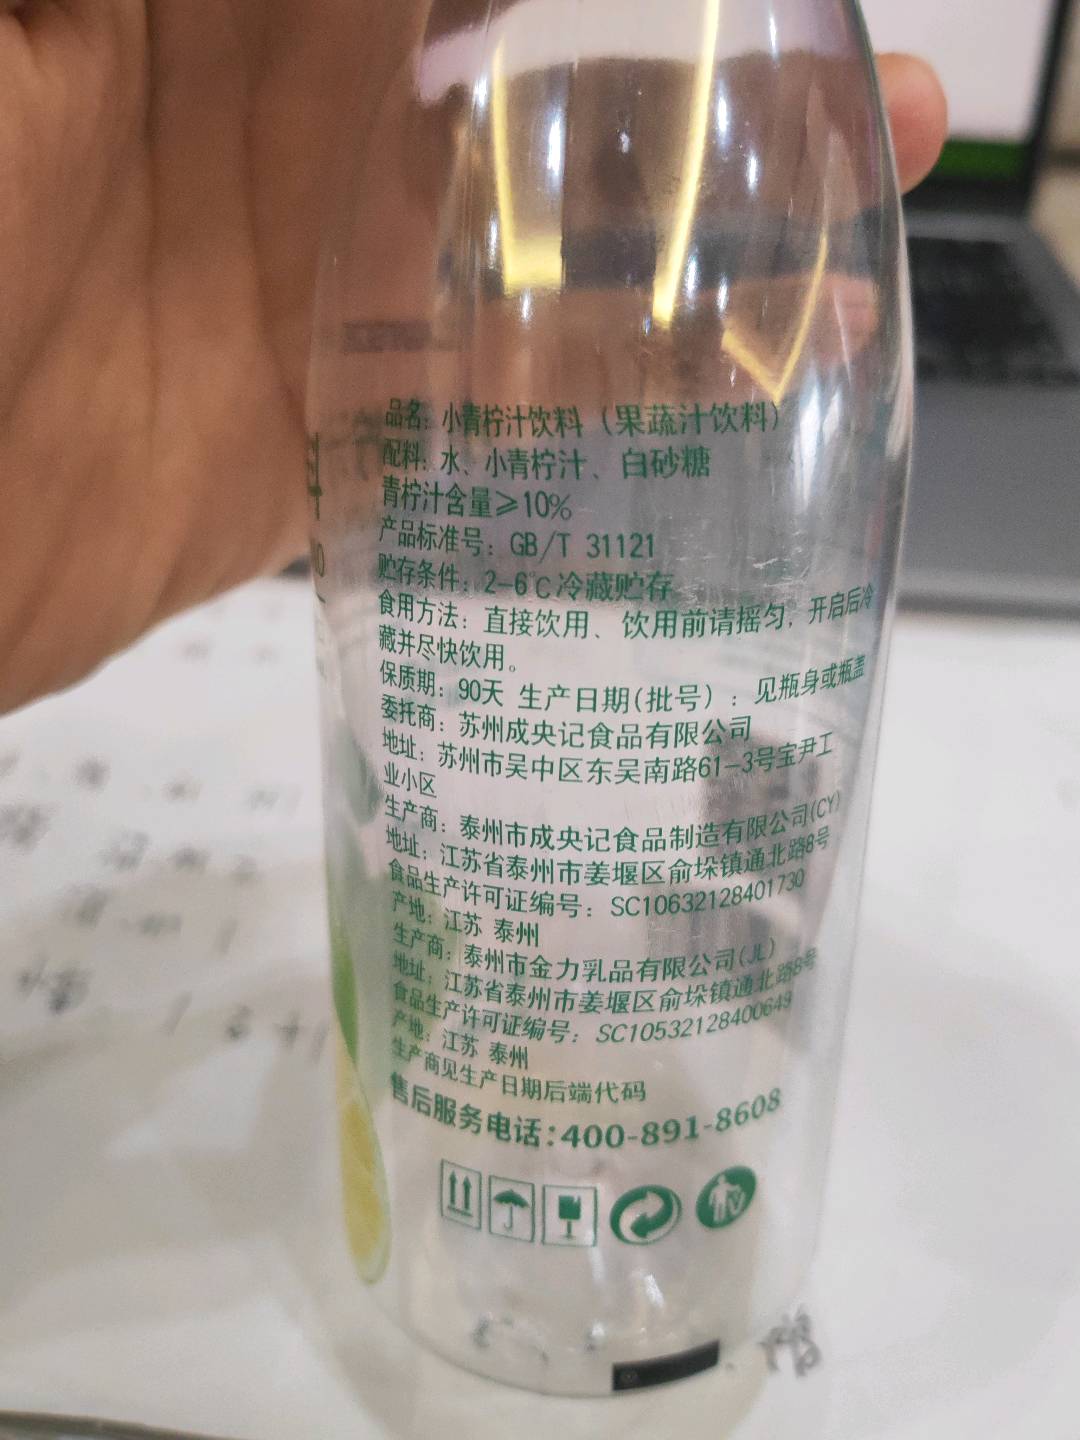 品名：小青柠汁饮料（果蔬汁饮料）
配料：水、小青柠汁、白砂糖
青柠汁含量≥10%
产品标准号：GB/T 31121
贮存条件：2-6℃冷藏贮存
食用方法：直接饮用、饮用前请摇匀，开启后冷
藏并尽快饮用。
保质期：90天 生产日期(批号)：见瓶身或瓶盖
委托商：苏州成央记食品有限公司
地址：苏州市吴中区东吴南路61-3号宝尹工
业小区
生产商：泰州市成央记食品制造有限公司(CY)
地址：江苏省泰州市姜堰区俞垛镇通北路8号
食品生产许可证编号：SC10632128401730
产地：江苏 泰州
生产商：泰州市金力乳品有限公司(JL)
地址：江苏省泰州市姜堰区俞垛镇通北路8号
食品生产许可证编号：SC10532128400649
产地：江苏 泰州
生产商见生产日期后端代码
售后服务电话：400-891-8608